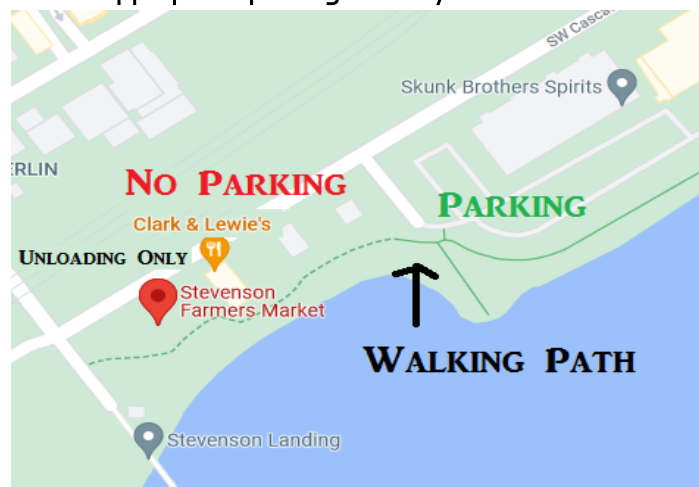 SW Casca
Skunk Brothers Spirits
ERLIN
NO PARKING
PARKING
Clark & Lewie's
UNLOADING ONLY
Stevenson
Farmers Market
WALKING PATH
Stevenson Landing